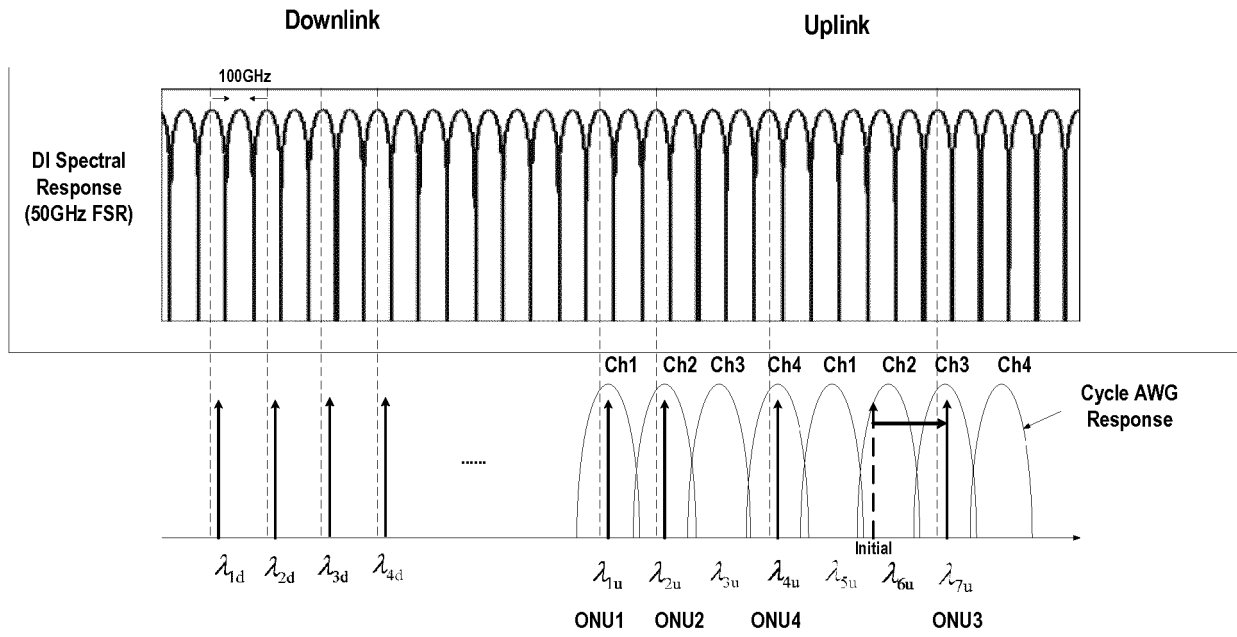 Downlink Uplink
100GHz
DI Spectral
Response
(50GHz FSR)
Ch1 Ch2 Ch3 Ch4 Ch1 Ch2 Ch3 Ch4
Cycle AWG
Response
......
Initial
λ1d λ2d λ3d λ4d λ1u λ2u λ3u λ4u λ5u λ6u λ7u
ONU1 ONU2 ONU4 ONU3